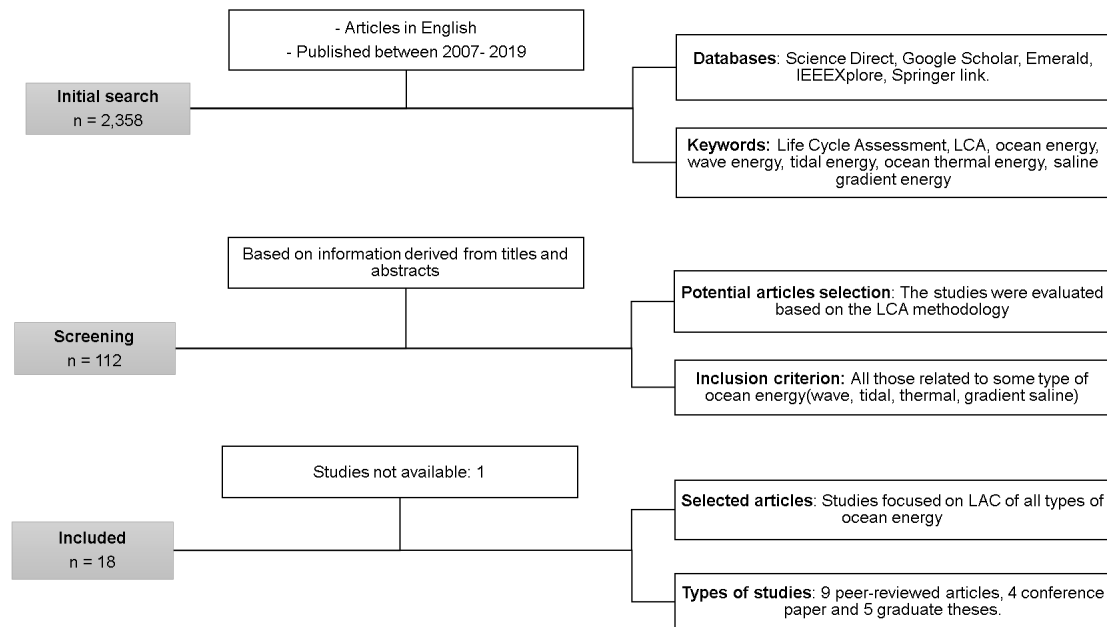 - Articles in English
- Published between 2007- 2019
Initial search
n = 2,358
Databases: Science Direct, Google Scholar, Emerald,
IEEEXplore, Springer link.
Keywords: Life Cycle Assessment, LCA, ocean energy,
wave energy, tidal energy, ocean thermal energy, saline
gradient energy
Based on information derived from titles and
abstracts
Screening
n = 112
Potential articles selection: The studies were evaluated
based on the LCA methodology
Inclusion criterion: All those related to some type of
ocean energy(wave, tidal, thermal, gradient saline)
Studies not available: 1
Included
n = 18
Selected articles: Studies focused on LAC of all types of
ocean energy
Types of studies: 9 peer-reviewed articles, 4 conference
paper and 5 graduate theses.